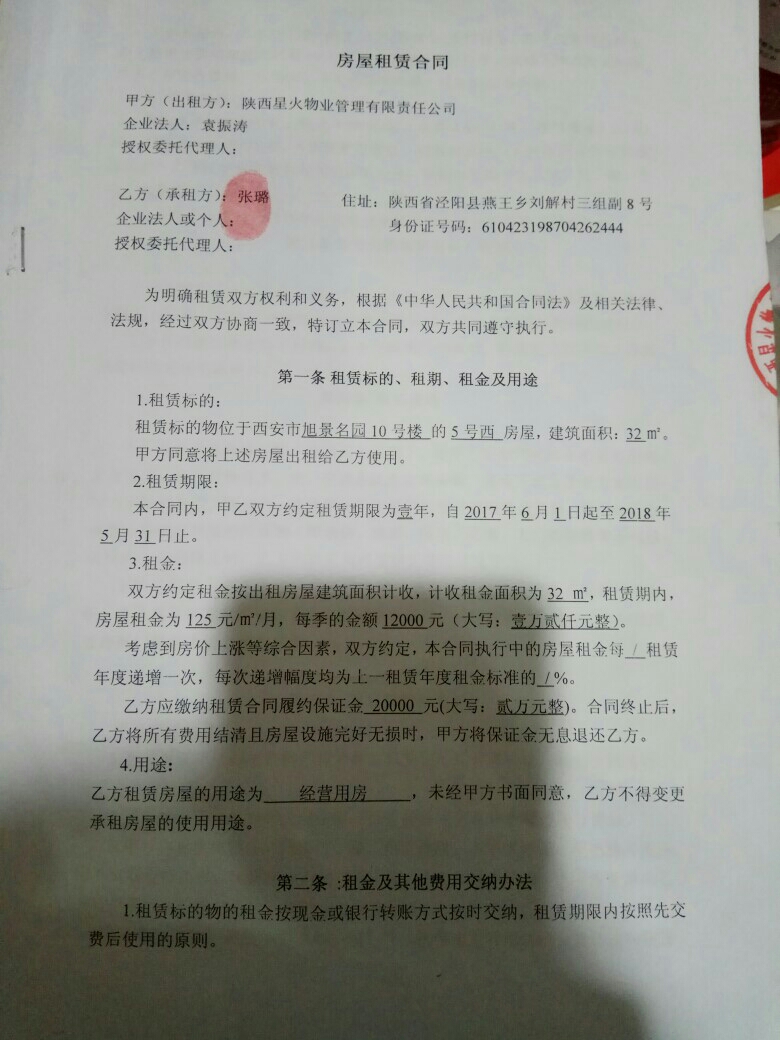 房屋租赁合同
甲方（出租方）：陕西星火物业管理有限责任公司
企业法人：袁振涛
授权委托代理人：
乙方（承租方）：张璐
住址：陕西省泾阳县燕王乡刘解村三组副 8 号
企业法人或个人：
身份证号码：610423198704262444
授权委托代理人：
为明确租赁双方权利和义务，根据《中华人民共和国合同法》及相关法律、
法规，经过双方协商一致，特订立本合同，双方共同遵守执行。
第一条 租赁标的、租期、租金及用途
1.租赁标的：
租赁标的物位于西安市旭景名园 10 号楼 的 5 号西 房屋，建筑面积：32 ㎡。
甲方同意将上述房屋出租给乙方使用。
2.租赁期限：
本合同内，甲乙双方约定租赁期限为壹年，自 2017 年 6 月 1 日起至 2018 年
5 月 31 日止。
3.租金：
双方约定租金按出租房屋建筑面积计收，计收租金面积为 32 ㎡，租赁期内，
房屋租金为 125 元/㎡/月，每季的金额 12000 元（大写：壹万贰仟元整）。
考虑到房价上涨等综合因素，双方约定，本合同执行中的房屋租金每 / 租赁
年度递增一次，每次递增幅度均为上一租赁年度租金标准的 /%。
乙方应缴纳租赁合同履约保证金 20000 元(大写：贰万元整)。合同终止后，
乙方将所有费用结清且房屋设施完好无损时，甲方将保证金无息退还乙方。
4.用途：
乙方租赁房屋的用途为 经营用房 ，未经甲方书面同意，乙方不得变更
承租房屋的使用用途。
第二条 :租金及其他费用交纳办法
1.租赁标的物的租金按现金或银行转账方式按时交纳，租赁期限内按照先交
费后使用的原则。